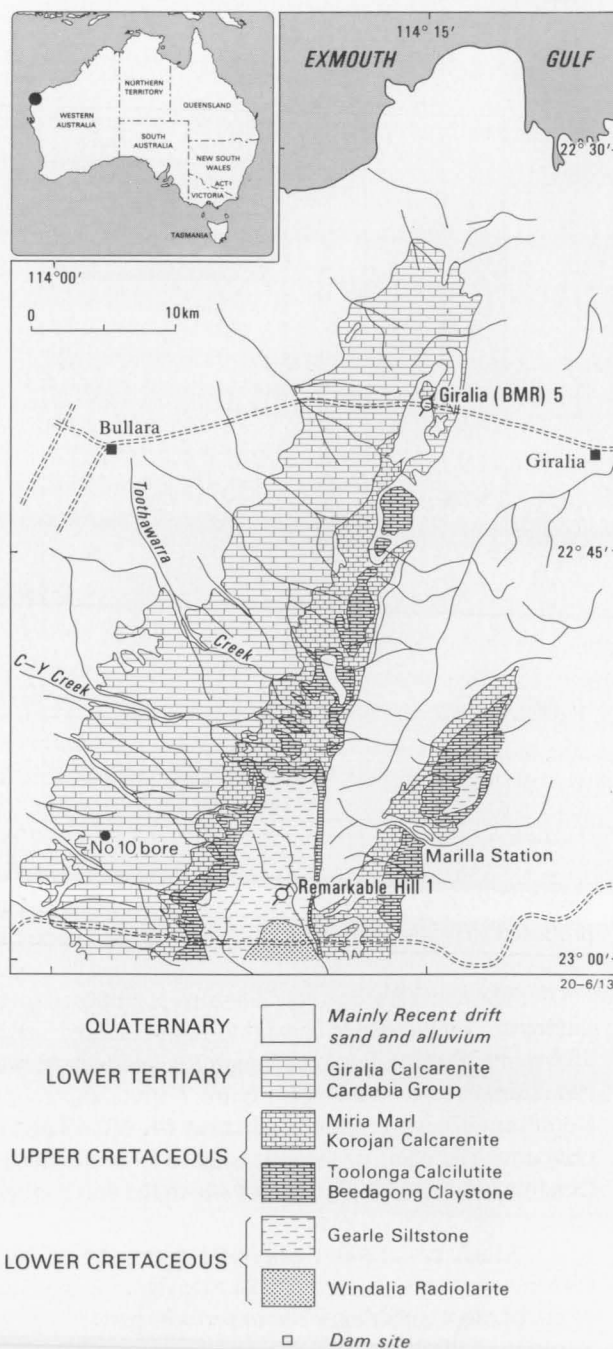 EXMOUTH GULF
114° 15'
22° 30'
NORTHERN
TERRITORY
QUEENSLAND
WESTERN
AUSTRALIA
SOUTH
AUSTRALIA
NEW SOUTH
WALES
ACT
VICTORIA
TASMANIA
114° 00'
0 10km
Giralia (BMR) 5
Bullara
Giralia
Toothawarra
Creek
22° 45'
C–Y Creek
No 10 bore
Marilla Station
Remarkable Hill 1
23° 00'
20–6/13
QUATERNARY
Mainly Recent drift
sand and alluvium
LOWER TERTIARY
Giralia Calcarenite
Cardabia Group
UPPER CRETACEOUS
Miria Marl
Korojan Calcarenite
Toolonga Calcilutite
Beedagong Claystone
LOWER CRETACEOUS
Gearle Siltstone
Windalia Radiolarite
Dam site